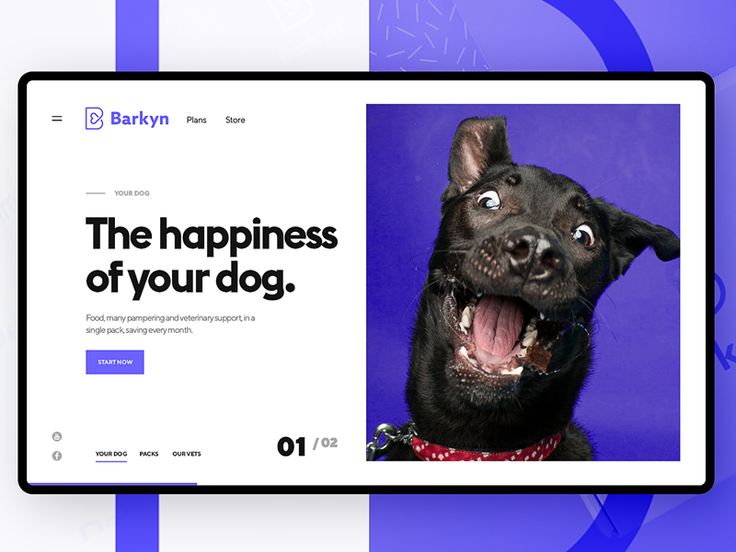 Barkyn
Plans
Store
YOUR DOG
The happiness
of your dog.
Food, many pampering and veterinary support, in a
single pack, saving every month.
START NOW
YOUR DOG
PACKS
OUR VETS
01 / 02